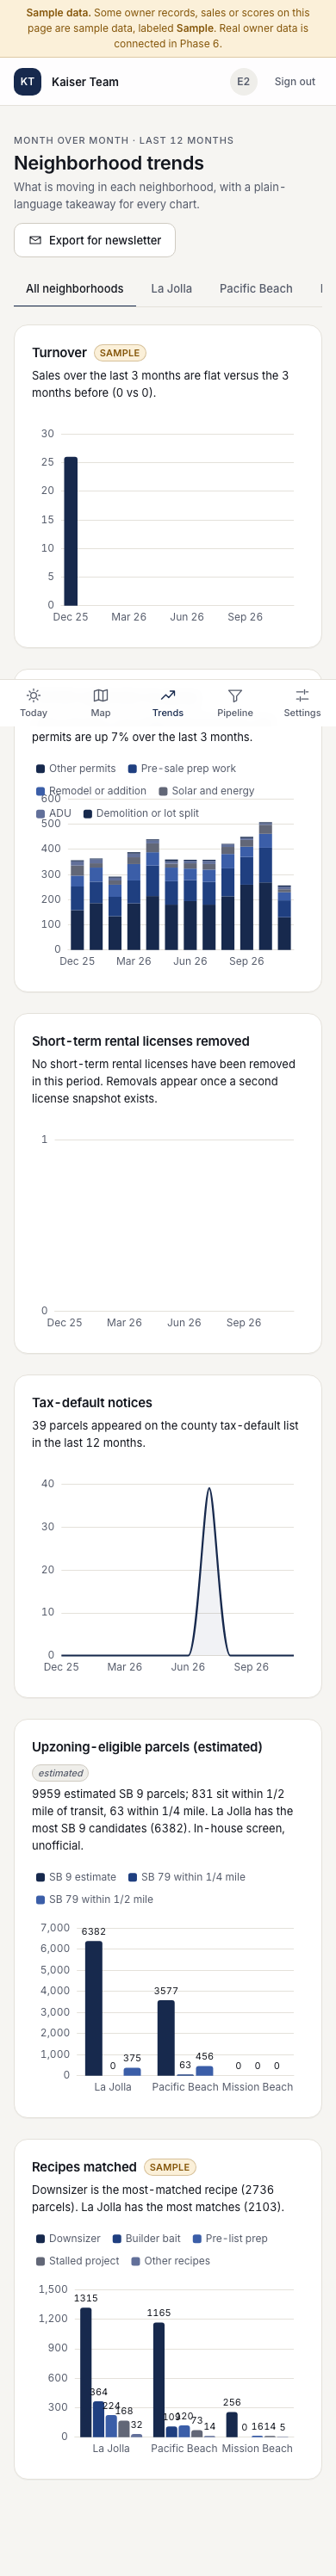 Sample data. Some owner records, sales or scores on this
page are sample data, labeled Sample. Real owner data is
connected in Phase 6.
KT Kaiser Team E2 Sign out
MONTH OVER MONTH · LAST 12 MONTHS
Neighborhood trends
What is moving in each neighborhood, with a plain-
language takeaway for every chart.
Export for newsletter
All neighborhoods La Jolla Pacific Beach
Turnover SAMPLE
Sales over the last 3 months are flat versus the 3
months before (0 vs 0).
30
25
20
15
10
5
0
Dec 25 Mar 26 Jun 26 Sep 26
Today Map Trends Pipeline Settings
permits are up 7% over the last 3 months.
Other permits Pre-sale prep work
Remodel or addition Solar and energy
600
ADU Demolition or lot split
500
400
300
200
100
0
Dec 25 Mar 26 Jun 26 Sep 26
Short-term rental licenses removed
No short-term rental licenses have been removed
in this period. Removals appear once a second
license snapshot exists.
1
0
Dec 25 Mar 26 Jun 26 Sep 26
Tax-default notices
39 parcels appeared on the county tax-default list
in the last 12 months.
40
30
20
10
0
Dec 25 Mar 26 Jun 26 Sep 26
Upzoning-eligible parcels (estimated)
estimated
9959 estimated SB 9 parcels; 831 sit within 1/2
mile of transit, 63 within 1/4 mile. La Jolla has the
most SB 9 candidates (6382). In-house screen,
unofficial.
SB 9 estimate SB 79 within 1/4 mile
SB 79 within 1/2 mile
7,000
6382
6,000
5,000
4,000
3577
3,000
2,000
1,000
0 375 63 456 0 0 0
0
La Jolla Pacific Beach Mission Beach
Recipes matched SAMPLE
Downsizer is the most-matched recipe (2736
parcels). La Jolla has the most matches (2103).
Downsizer Builder bait Pre-list prep
Stalled project Other recipes
1,500
1315
1,200
1165
900
600
364
300
224 168 32 109 120 73 14 256 0 16 14 5
0
La Jolla Pacific Beach Mission Beach